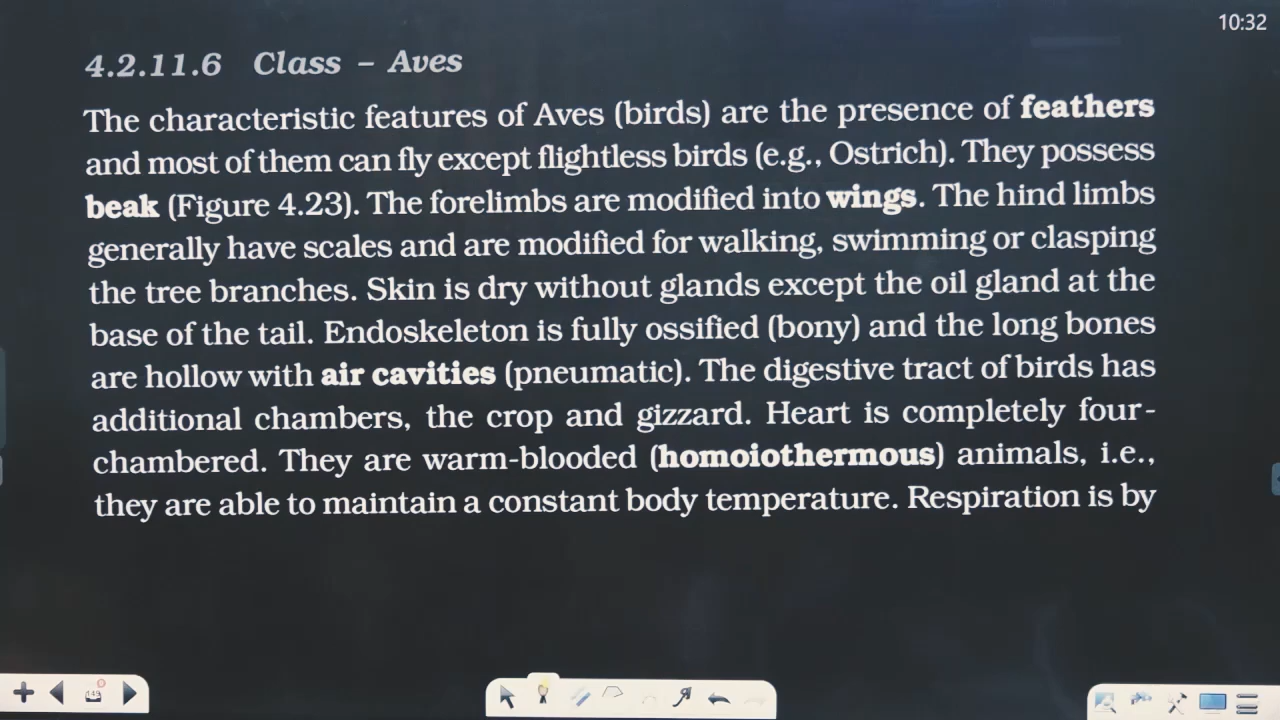 10:32
4.2.11.6 Class – Aves
The characteristic features of Aves (birds) are the presence of feathers
and most of them can fly except flightless birds (e.g., Ostrich). They possess
beak (Figure 4.23). The forelimbs are modified into wings. The hind limbs
generally have scales and are modified for walking, swimming or clasping
the tree branches. Skin is dry without glands except the oil gland at the
base of the tail. Endoskeleton is fully ossified (bony) and the long bones
are hollow with air cavities (pneumatic). The digestive tract of birds has
additional chambers, the crop and gizzard. Heart is completely four-
chambered. They are warm-blooded (homoiothermous) animals, i.e.,
they are able to maintain a constant body temperature. Respiration is by